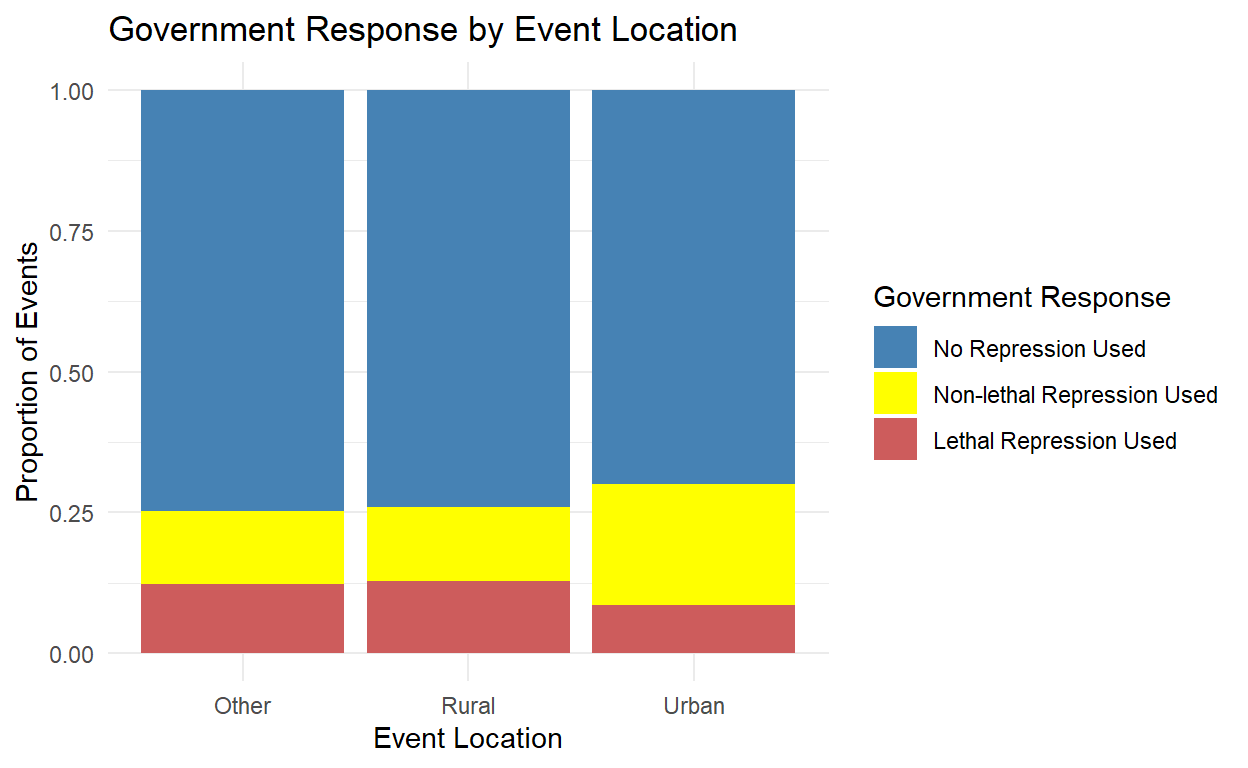 Government Response by Event Location
Proportion of Events
1.00
0.75
0.50
0.25
0.00
Other
Rural
Urban
Event Location
Government Response
No Repression Used
Non-lethal Repression Used
Lethal Repression Used